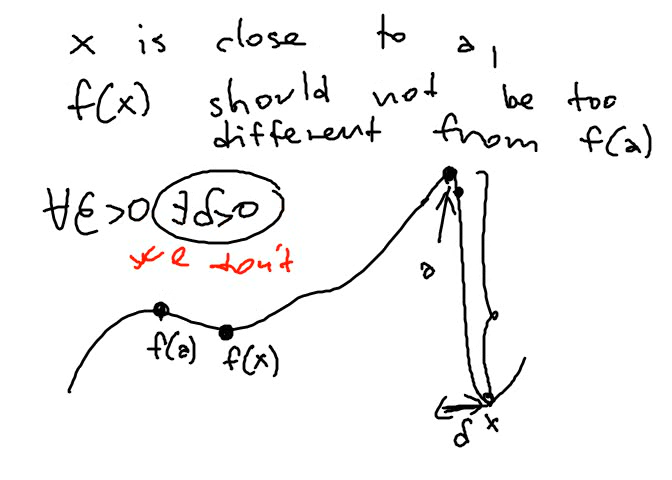 x is close to a,
f(x) should not be too
different from f(a)
∀ε>0 ∃δ>0
we don't
a
f(a) f(x)
δ x